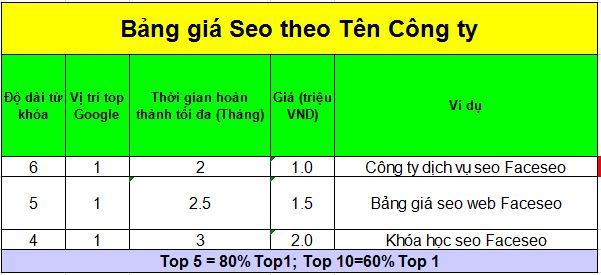 Bảng giá Seo theo Tên Công ty
Độ dài từ khóa
Vị trí top Google
Thời gian hoàn thành tối đa (Tháng)
Giá (triệu VND)
Ví dụ
6 1 2 1.0 Công ty dịch vụ seo Faceseo
5 1 2.5 1.5 Bảng giá seo web Faceseo
4 1 3 2.0 Khóa học seo Faceseo
Top 5 = 80% Top1; Top 10=60% Top 1